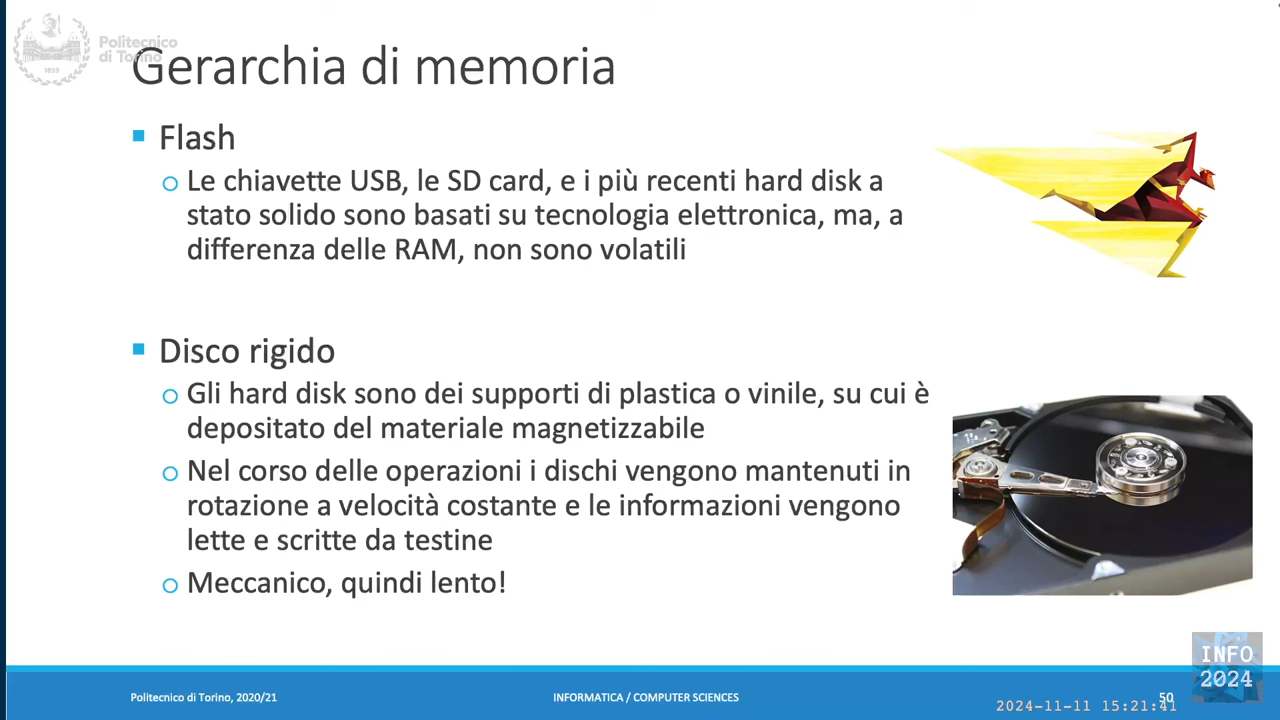 Politecnico
di Torino
1859
Gerarchia di memoria
Flash
Le chiavette USB, le SD card, e i più recenti hard disk a
stato solido sono basati su tecnologia elettronica, ma, a
differenza delle RAM, non sono volatili
Disco rigido
Gli hard disk sono dei supporti di plastica o vinile, su cui è
depositato del materiale magnetizzabile
Nel corso delle operazioni i dischi vengono mantenuti in
rotazione a velocità costante e le informazioni vengono
lette e scritte da testine
Meccanico, quindi lento!
INFO
2024
Politecnico di Torino, 2020/21
INFORMATICA / COMPUTER SCIENCES
50
2024-11-11 15:21:41